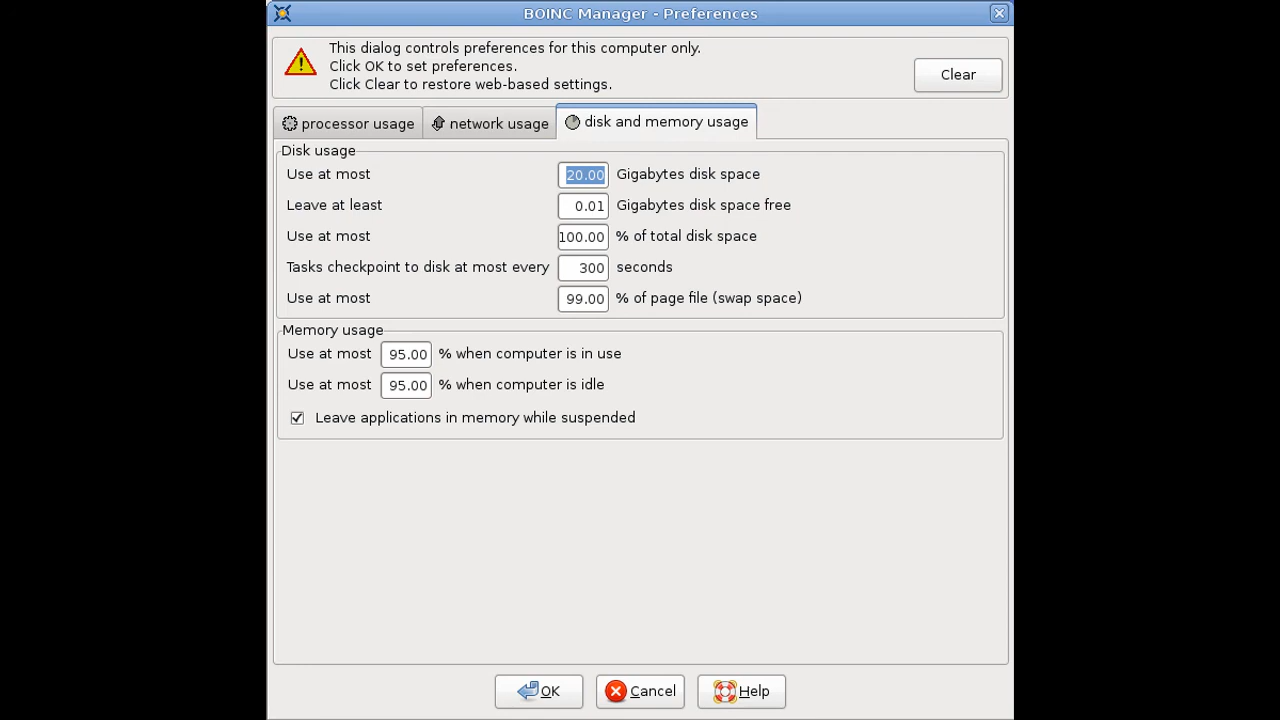 BOINC Manager - Preferences
This dialog controls preferences for this computer only.
Click OK to set preferences.
Click Clear to restore web-based settings.
Clear
processor usage network usage disk and memory usage
Disk usage
Use at most 20.00 Gigabytes disk space
Leave at least 0.01 Gigabytes disk space free
Use at most 100.00 % of total disk space
Tasks checkpoint to disk at most every 300 seconds
Use at most 99.00 % of page file (swap space)
Memory usage
Use at most 95.00 % when computer is in use
Use at most 95.00 % when computer is idle
Leave applications in memory while suspended
OK Cancel Help